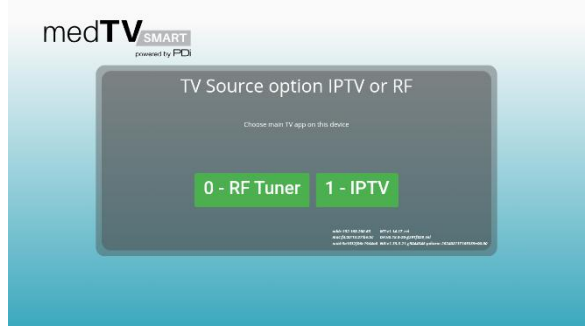 medTV SMART
powered by PDi
TV Source option IPTV or RF
Choose main TV app on this device
0 - RF Tuner
1 - IPTV